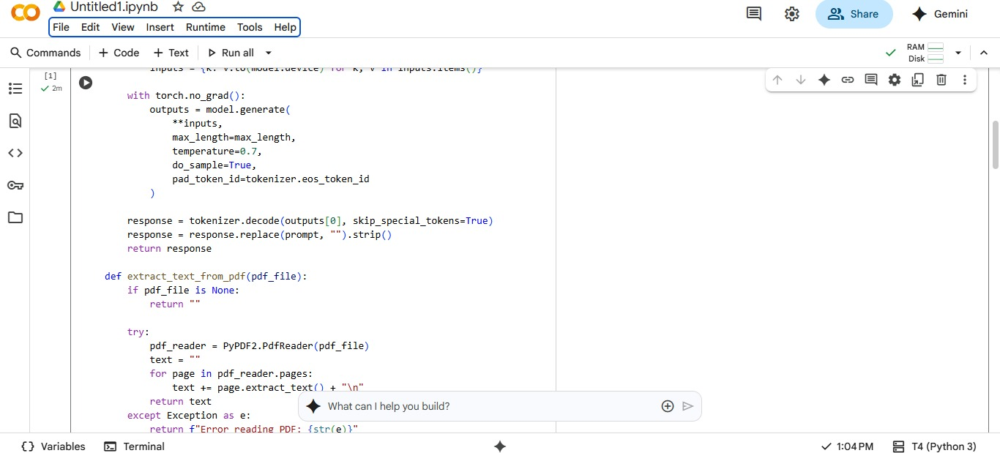 Untitled1.ipynb
File Edit View Insert Runtime Tools Help
Share
Gemini
Commands
+ Code
+ Text
Run all
RAM
Disk
[1]
2m
inputs = {k: v.to(model.device) for k, v in inputs.items()}
with torch.no_grad():
outputs = model.generate(
**inputs,
max_length=max_length,
temperature=0.7,
do_sample=True,
pad_token_id=tokenizer.eos_token_id
)
response = tokenizer.decode(outputs[0], skip_special_tokens=True)
response = response.replace(prompt, "").strip()
return response
def extract_text_from_pdf(pdf_file):
if pdf_file is None:
return ""
try:
pdf_reader = PyPDF2.PdfReader(pdf_file)
text = ""
for page in pdf_reader.pages:
text += page.extract_text() + "\n"
return text
except Exception as e:
return f"Error reading PDF: {str(e)}"
What can I help you build?
{} Variables
Terminal
1:04 PM
T4 (Python 3)